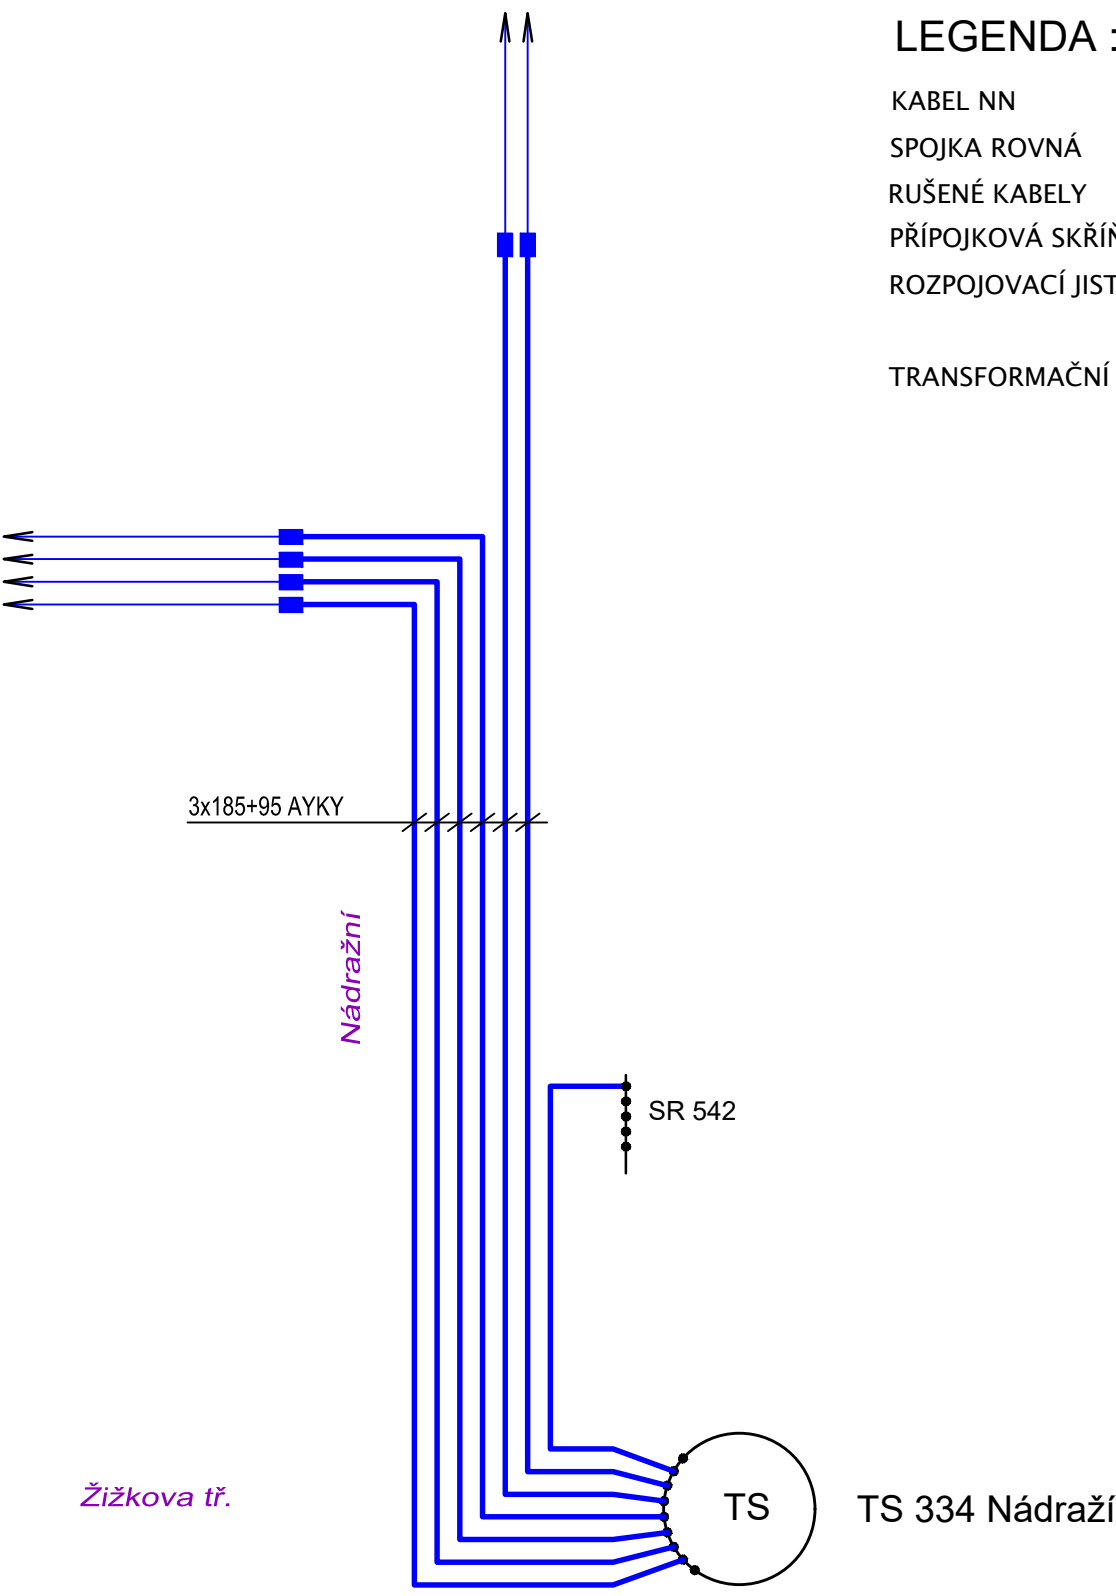 LEGENDA :
KABEL NN
SPOJKA ROVNÁ
RUŠENÉ KABELY
PŘÍPOJKOVÁ SKŘÍŇ
ROZPOJOVACÍ JIST
TRANSFORMAČNÍ
3x185+95 AYKY
Nádražní
SR 542
Žižkova tř.
TS
TS 334 Nádraží